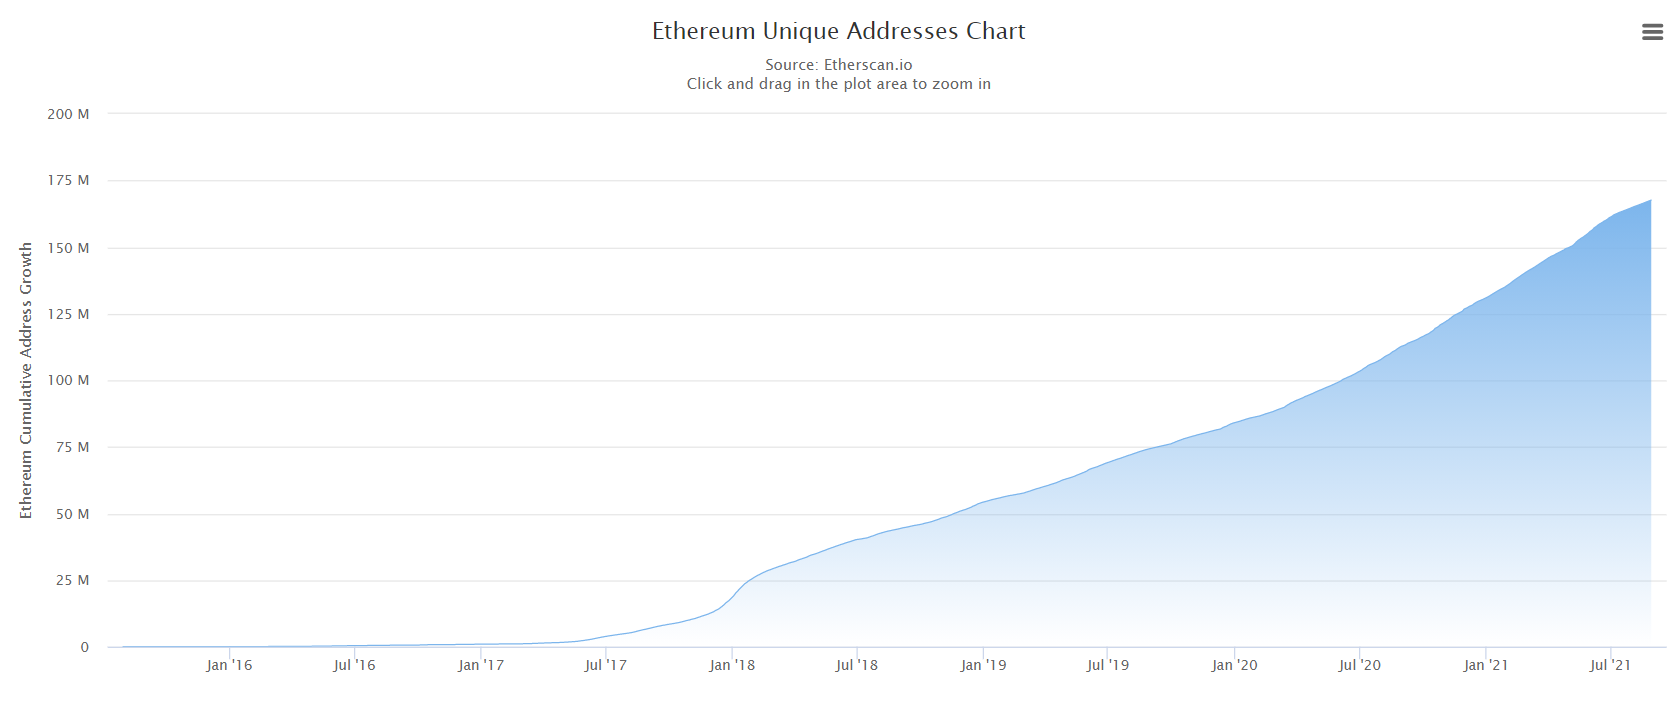 Ethereum Unique Addresses Chart
Source: Etherscan.io
Click and drag in the plot area to zoom in
Ethereum Cumulative Address Growth
200 M
175 M
150 M
125 M
100 M
75 M
50 M
25 M
0
Jan '16 Jul '16 Jan '17 Jul '17 Jan '18 Jul '18 Jan '19 Jul '19 Jan '20 Jul '20 Jan '21 Jul '21